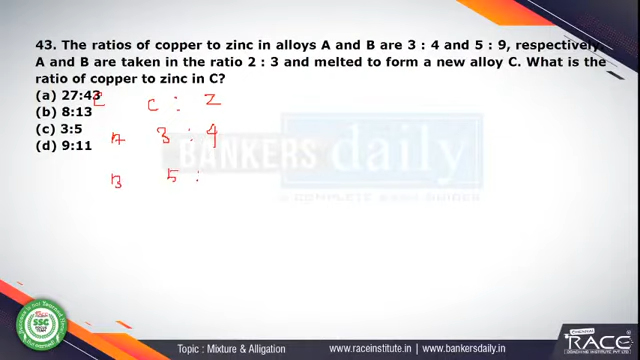 43. The ratios of copper to zinc in alloys A and B are 3 : 4 and 5 : 9, respectively.
A and B are taken in the ratio 2 : 3 and melted to form a new alloy C. What is the
ratio of copper to zinc in C?
(a) 27:43
(b) 8:13
(c) 3:5
(d) 9:11
C : Z
A 3 : 4
B 5 :
BANKERS daily
A COMPLETE EXAM GUIDER
Topic : Mixture & Alligation
www.raceinstitute.in | www.bankersdaily.in
RACE